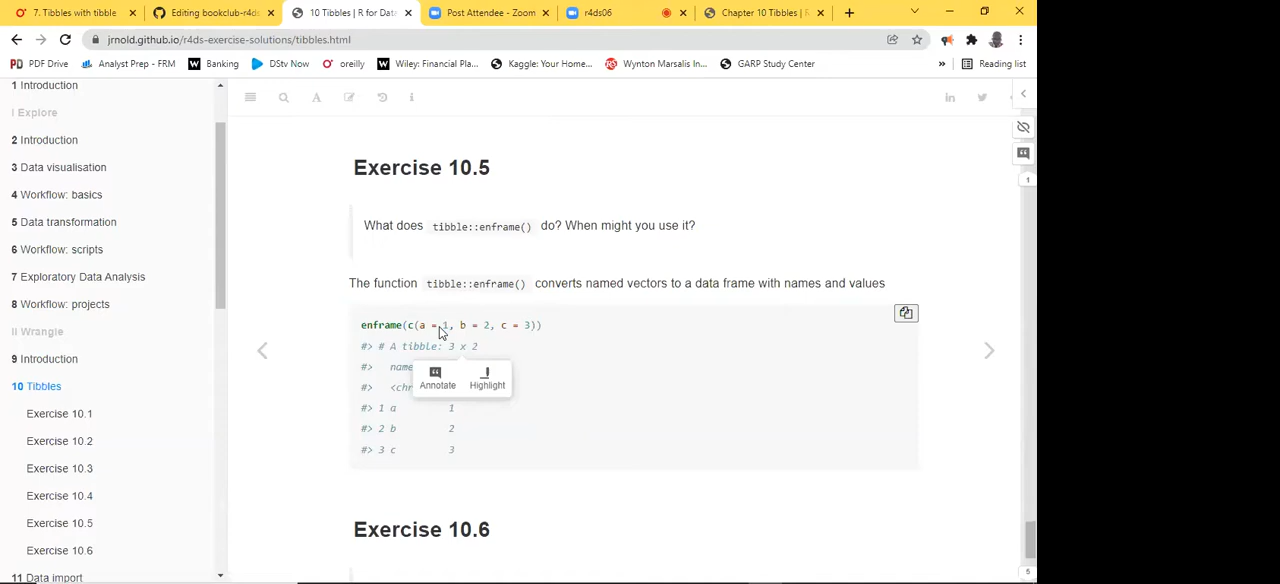 7. Tibbles with tibble
Editing bookclub-r4ds
10 Tibbles | R for Data
Post Attendee - Zoom
r4ds06
Chapter 10 Tibbles | R
jrnold.github.io/r4ds-exercise-solutions/tibbles.html
PDF Drive
Analyst Prep - FRM
Banking
DStv Now
oreilly
Wiley: Financial Pla...
Kaggle: Your Home...
Wynton Marsalis In...
GARP Study Center
»
Reading list
1 Introduction
I Explore
2 Introduction
3 Data visualisation
4 Workflow: basics
5 Data transformation
6 Workflow: scripts
7 Exploratory Data Analysis
8 Workflow: projects
II Wrangle
9 Introduction
10 Tibbles
Exercise 10.1
Exercise 10.2
Exercise 10.3
Exercise 10.4
Exercise 10.5
Exercise 10.6
11 Data import
Exercise 10.5
What does tibble::enframe() do? When might you use it?
The function tibble::enframe() converts named vectors to a data frame with names and values
enframe(c(a = 1, b = 2, c = 3))
#> # A tibble: 3 x 2
#> name
#> <chr
#> 1 a 1
#> 2 b 2
#> 3 c 3
Annotate
Highlight
Exercise 10.6
1
5